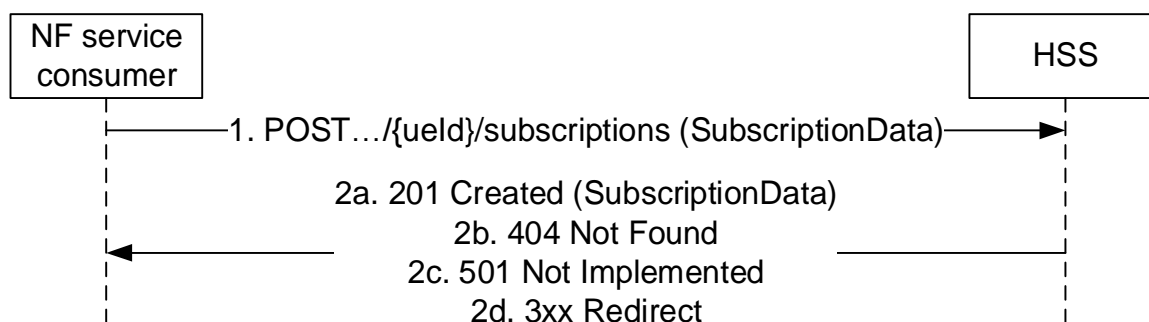 NF service
consumer
HSS
1. POST…/{ueId}/subscriptions (SubscriptionData)
2a. 201 Created (SubscriptionData)
2b. 404 Not Found
2c. 501 Not Implemented
2d. 3xx Redirect